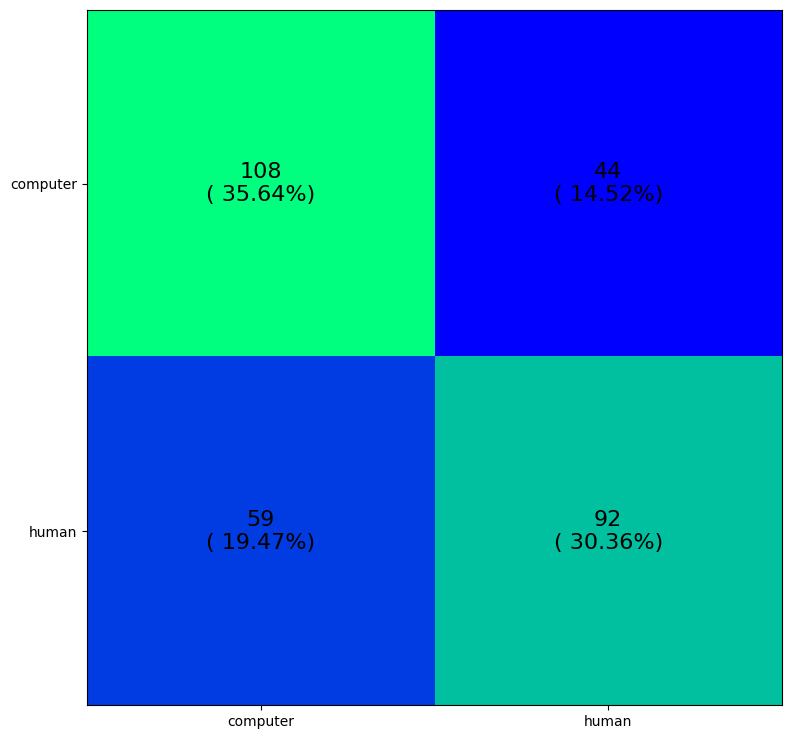 computer
108
( 35.64%)
44
( 14.52%)
human
59
( 19.47%)
92
( 30.36%)
computer
human